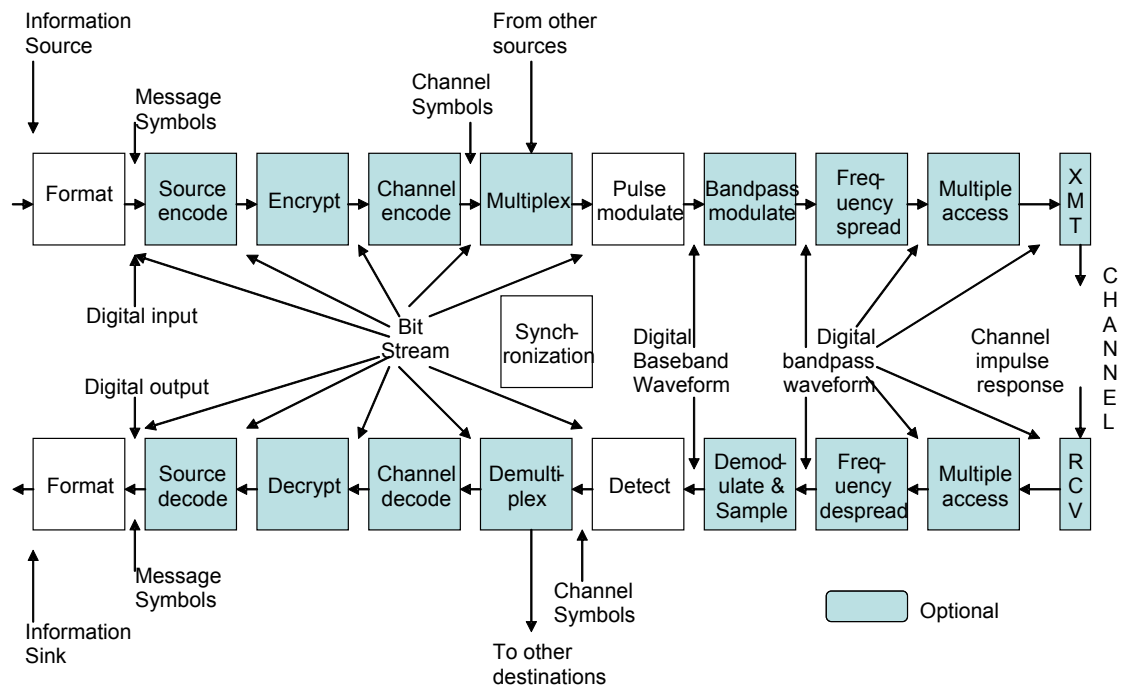 Information
Source
From other
sources
Message
Symbols
Channel
Symbols
Format
Source
encode
Encrypt
Channel
encode
Multiplex
Pulse
modulate
Bandpass
modulate
Freq-
uency
spread
Multiple
access
X
M
T
Digital input
Bit
Stream
Synch-
ronization
Digital
Baseband
Waveform
Digital
bandpass
waveform
Channel
impulse
response
C
H
A
N
N
E
L
Digital output
Format
Source
decode
Decrypt
Channel
decode
Demulti-
plex
Detect
Demod-
ulate &
Sample
Freq-
uency
despread
Multiple
access
R
C
V
Message
Symbols
Channel
Symbols
Information
Sink
To other
destinations
Optional